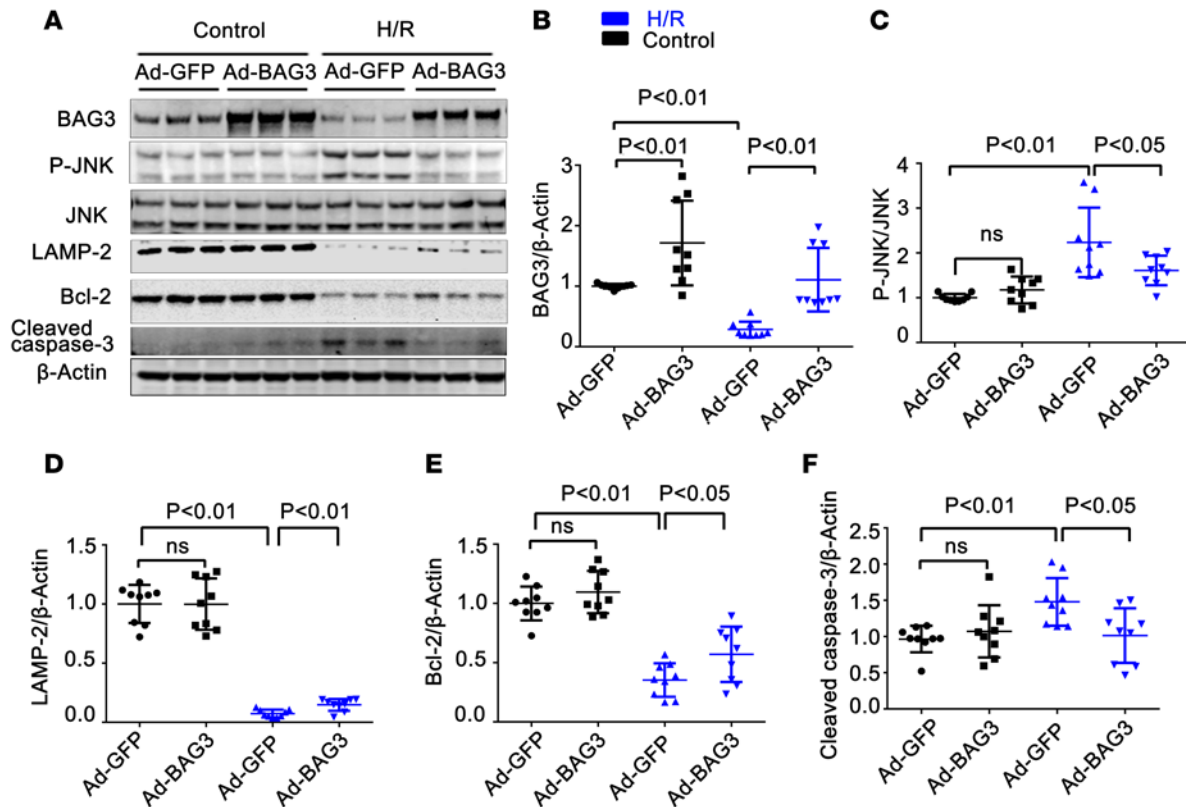 A
Control H/R
Ad-GFP Ad-BAG3 Ad-GFP Ad-BAG3
BAG3
P-JNK
JNK
LAMP-2
Bcl-2
Cleaved
caspase-3
β-Actin
B
H/R
Control
P<0.01
P<0.01 P<0.01
BAG3/β-Actin
3
2
1
0
Ad-GFP Ad-BAG3 Ad-GFP Ad-BAG3
C
P<0.01 P<0.05
ns
P-JNK/JNK
4
3
2
1
0
Ad-GFP Ad-BAG3 Ad-GFP Ad-BAG3
D
P<0.01 P<0.01
ns
LAMP-2/β-Actin
1.5
1.0
0.5
0.0
Ad-GFP Ad-BAG3 Ad-GFP Ad-BAG3
E
P<0.01 P<0.05
ns
Bcl-2/β-Actin
1.5
1.0
0.5
0.0
Ad-GFP Ad-BAG3 Ad-GFP Ad-BAG3
F
P<0.01 P<0.05
ns
Cleaved caspase-3/β-Actin
2.5
2.0
1.5
1.0
0.5
0.0
Ad-GFP Ad-BAG3 Ad-GFP Ad-BAG3